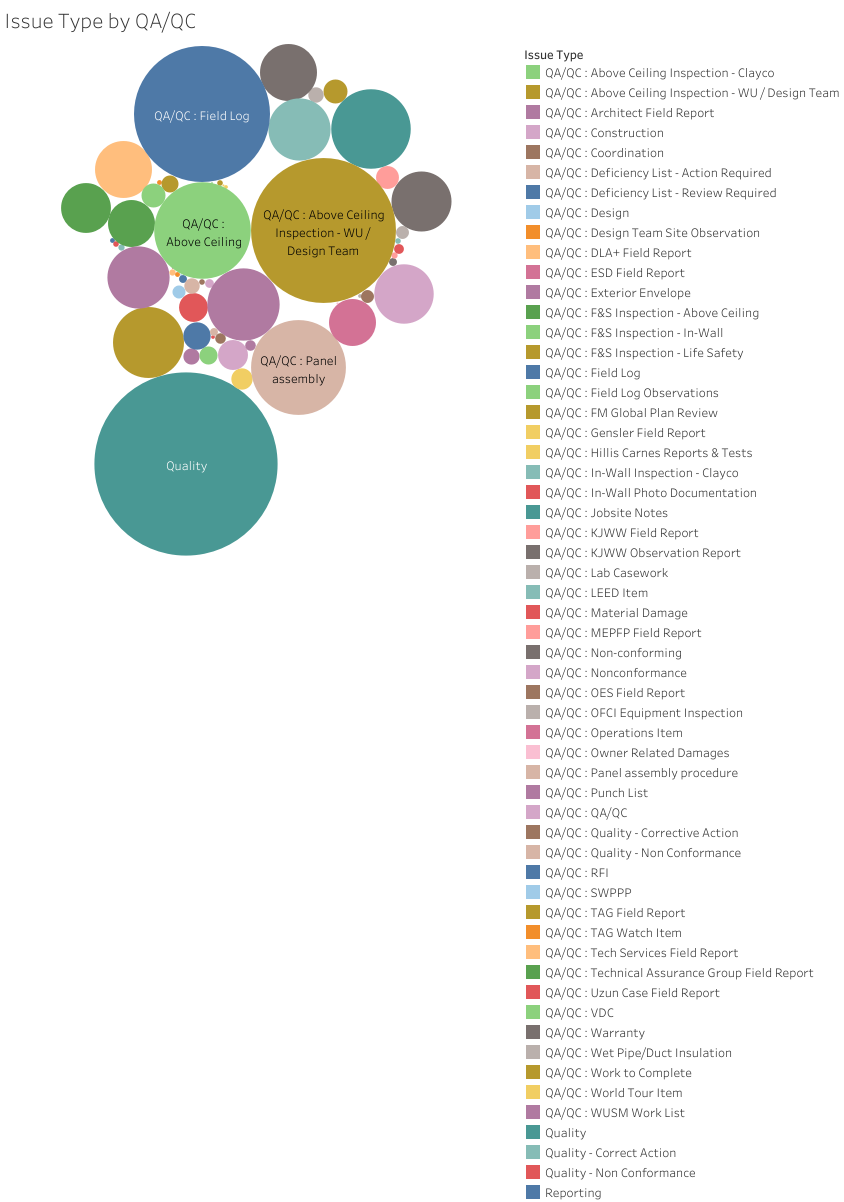 Issue Type by QA/QC
QA/QC : Field Log
QA/QC :
Above Ceiling
QA/QC : Above Ceiling
Inspection - WU /
Design Team
QA/QC : Panel
assembly
Quality
Issue Type
QA/QC : Above Ceiling Inspection - Clayco
QA/QC : Above Ceiling Inspection - WU / Design Team
QA/QC : Architect Field Report
QA/QC : Construction
QA/QC : Coordination
QA/QC : Deficiency List - Action Required
QA/QC : Deficiency List - Review Required
QA/QC : Design
QA/QC : Design Team Site Observation
QA/QC : DLA+ Field Report
QA/QC : ESD Field Report
QA/QC : Exterior Envelope
QA/QC : F&S Inspection - Above Ceiling
QA/QC : F&S Inspection - In-Wall
QA/QC : F&S Inspection - Life Safety
QA/QC : Field Log
QA/QC : Field Log Observations
QA/QC : FM Global Plan Review
QA/QC : Gensler Field Report
QA/QC : Hillis Carnes Reports & Tests
QA/QC : In-Wall Inspection - Clayco
QA/QC : In-Wall Photo Documentation
QA/QC : Jobsite Notes
QA/QC : KJWW Field Report
QA/QC : KJWW Observation Report
QA/QC : Lab Casework
QA/QC : LEED Item
QA/QC : Material Damage
QA/QC : MEPFP Field Report
QA/QC : Non-conforming
QA/QC : Nonconformance
QA/QC : OES Field Report
QA/QC : OFCI Equipment Inspection
QA/QC : Operations Item
QA/QC : Owner Related Damages
QA/QC : Panel assembly procedure
QA/QC : Punch List
QA/QC : QA/QC
QA/QC : Quality - Corrective Action
QA/QC : Quality - Non Conformance
QA/QC : RFI
QA/QC : SWPPP
QA/QC : TAG Field Report
QA/QC : TAG Watch Item
QA/QC : Tech Services Field Report
QA/QC : Technical Assurance Group Field Report
QA/QC : Uzun Case Field Report
QA/QC : VDC
QA/QC : Warranty
QA/QC : Wet Pipe/Duct Insulation
QA/QC : Work to Complete
QA/QC : World Tour Item
QA/QC : WUSM Work List
Quality
Quality - Correct Action
Quality - Non Conformance
Reporting